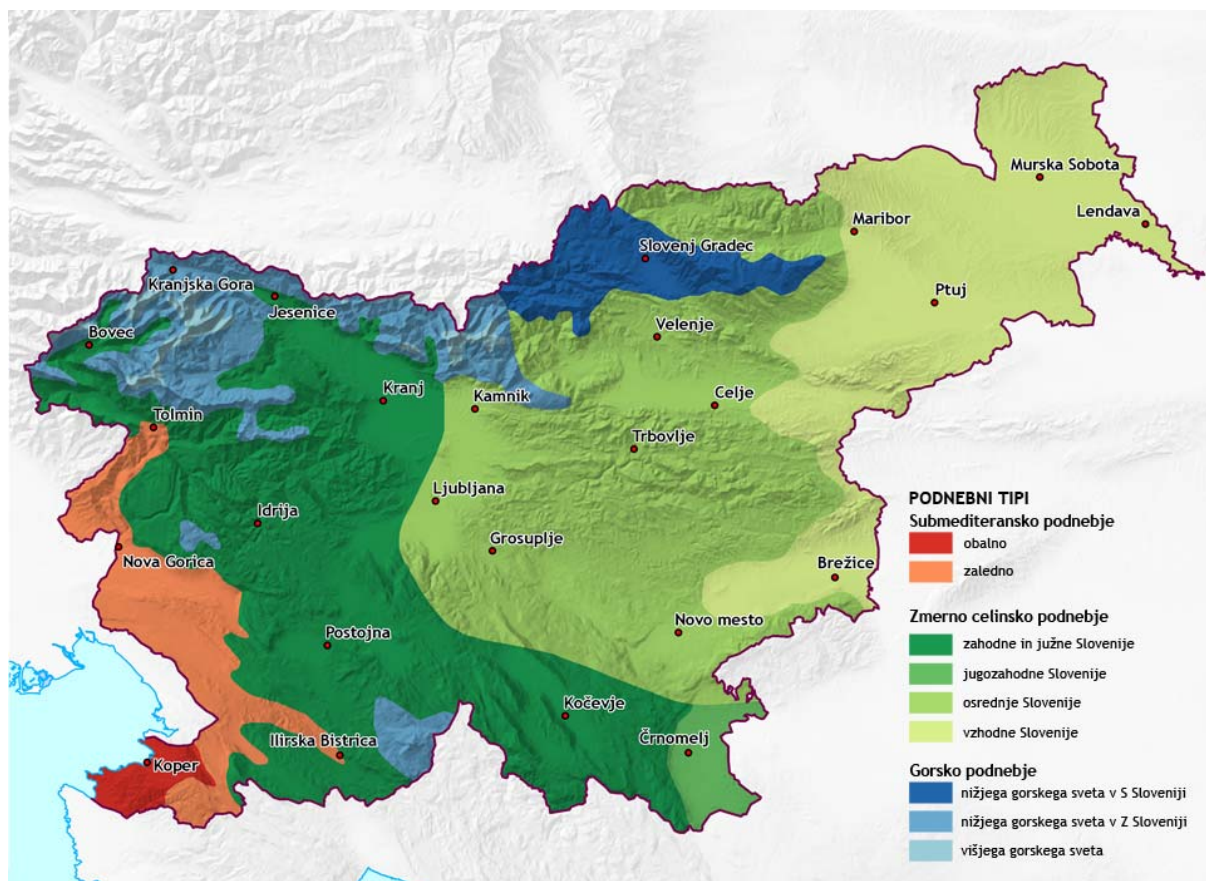 Murska Sobota
Maribor
Lendava
Slovenj Gradec
Kranjska Gora
Jesenice
Ptuj
Bovec
Velenje
Kranj
Kamnik
Celje
Tolmin
Trbovlje
Ljubljana
Idrija
Grosuplje
Nova Gorica
Brežice
Novo mesto
Postojna
Kočevje
Črnomelj
Ilirska Bistrica
Koper
PODNEBNI TIPI
Submediteransko podnebje
obalno
zaledno
Zmerno celinsko podnebje
zahodne in južne Slovenije
jugozahodne Slovenije
osrednje Slovenije
vzhodne Slovenije
Gorsko podnebje
nižjega gorskega sveta v S Sloveniji
nižjega gorskega sveta v Z Sloveniji
višjega gorskega sveta